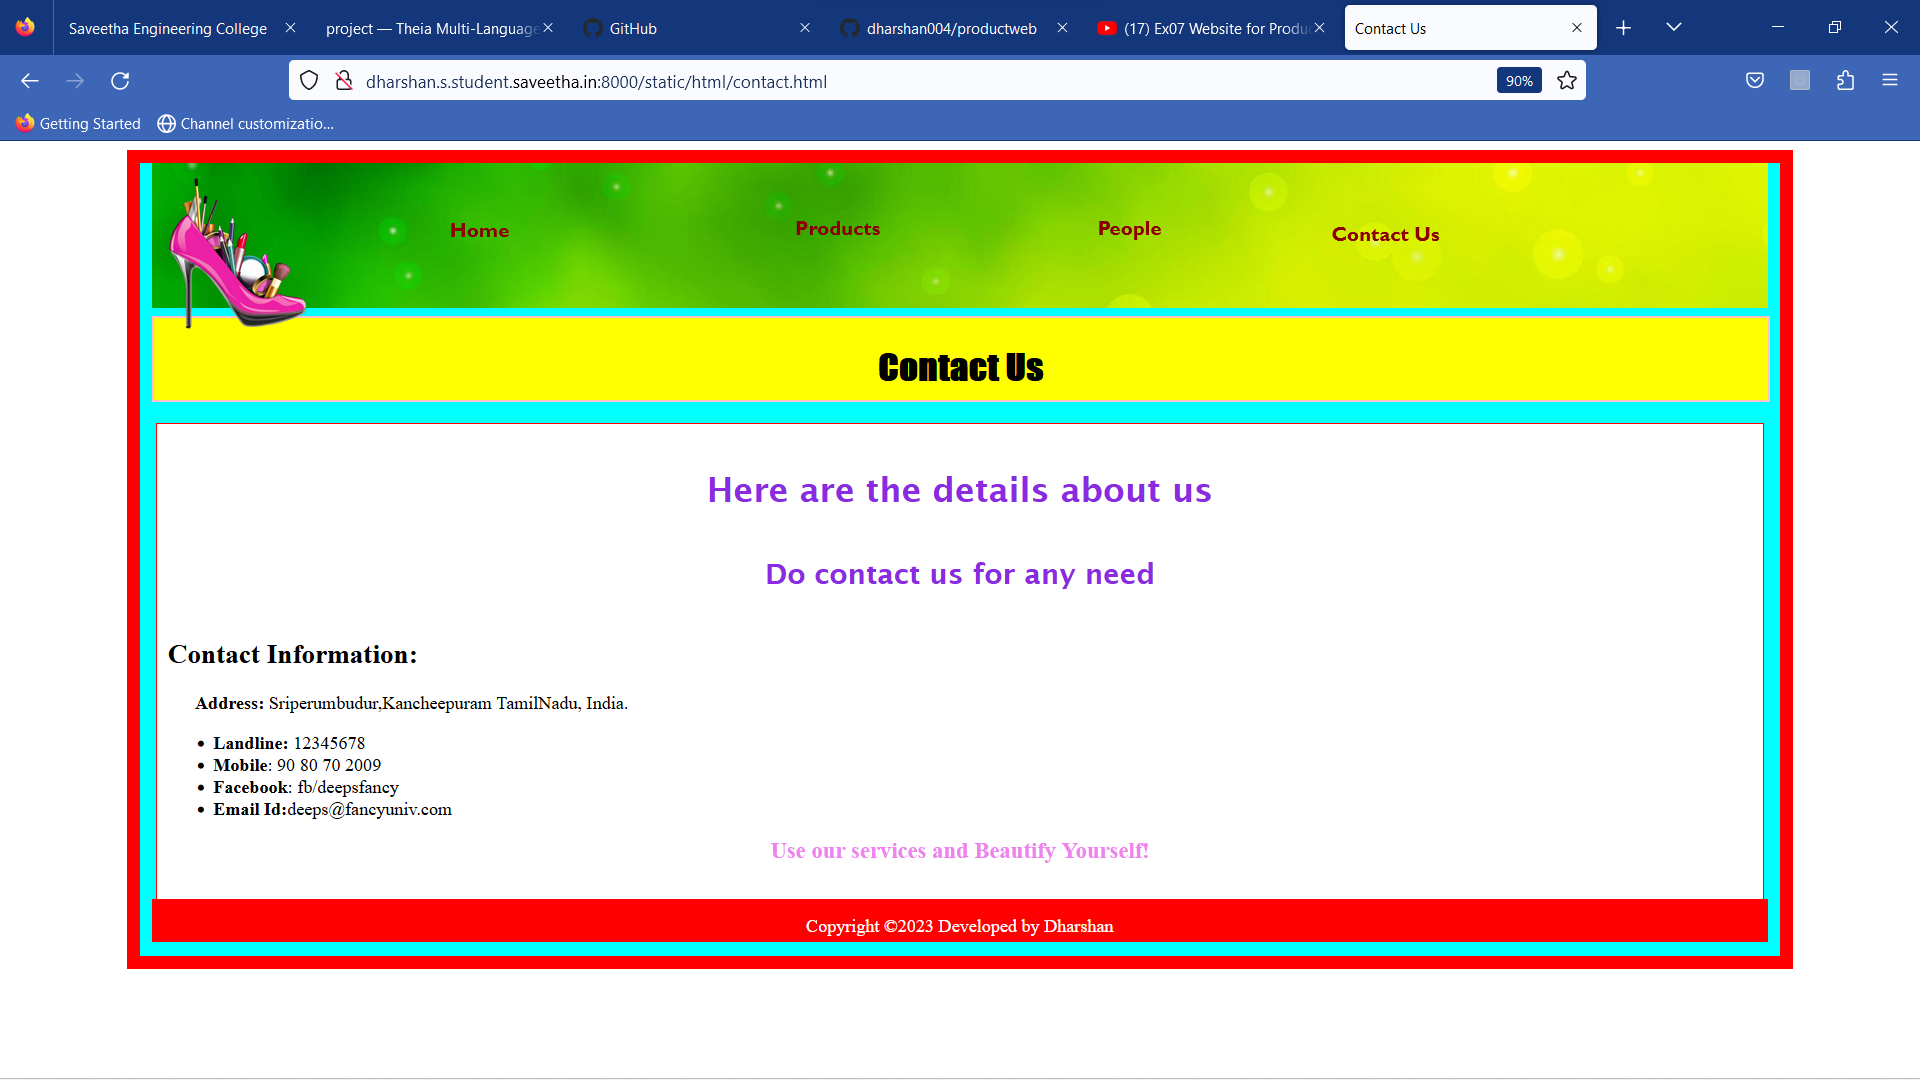 Saveetha Engineering College
project — Theia Multi-Language
GitHub
dharshan004/productweb
(17) Ex07 Website for Produ
Contact Us
dharshan.s.student.saveetha.in:8000/static/html/contact.html
90%
Getting Started
Channel customizatio...
Home
Products
People
Contact Us
Contact Us
Here are the details about us
Do contact us for any need
Contact Information:
Address: Sriperumbudur,Kancheepuram TamilNadu, India.
• Landline: 12345678
• Mobile: 90 80 70 2009
• Facebook: fb/deepsfancy
• Email Id:deeps@fancyuniv.com
Use our services and Beautify Yourself!
Copyright ©2023 Developed by Dharshan